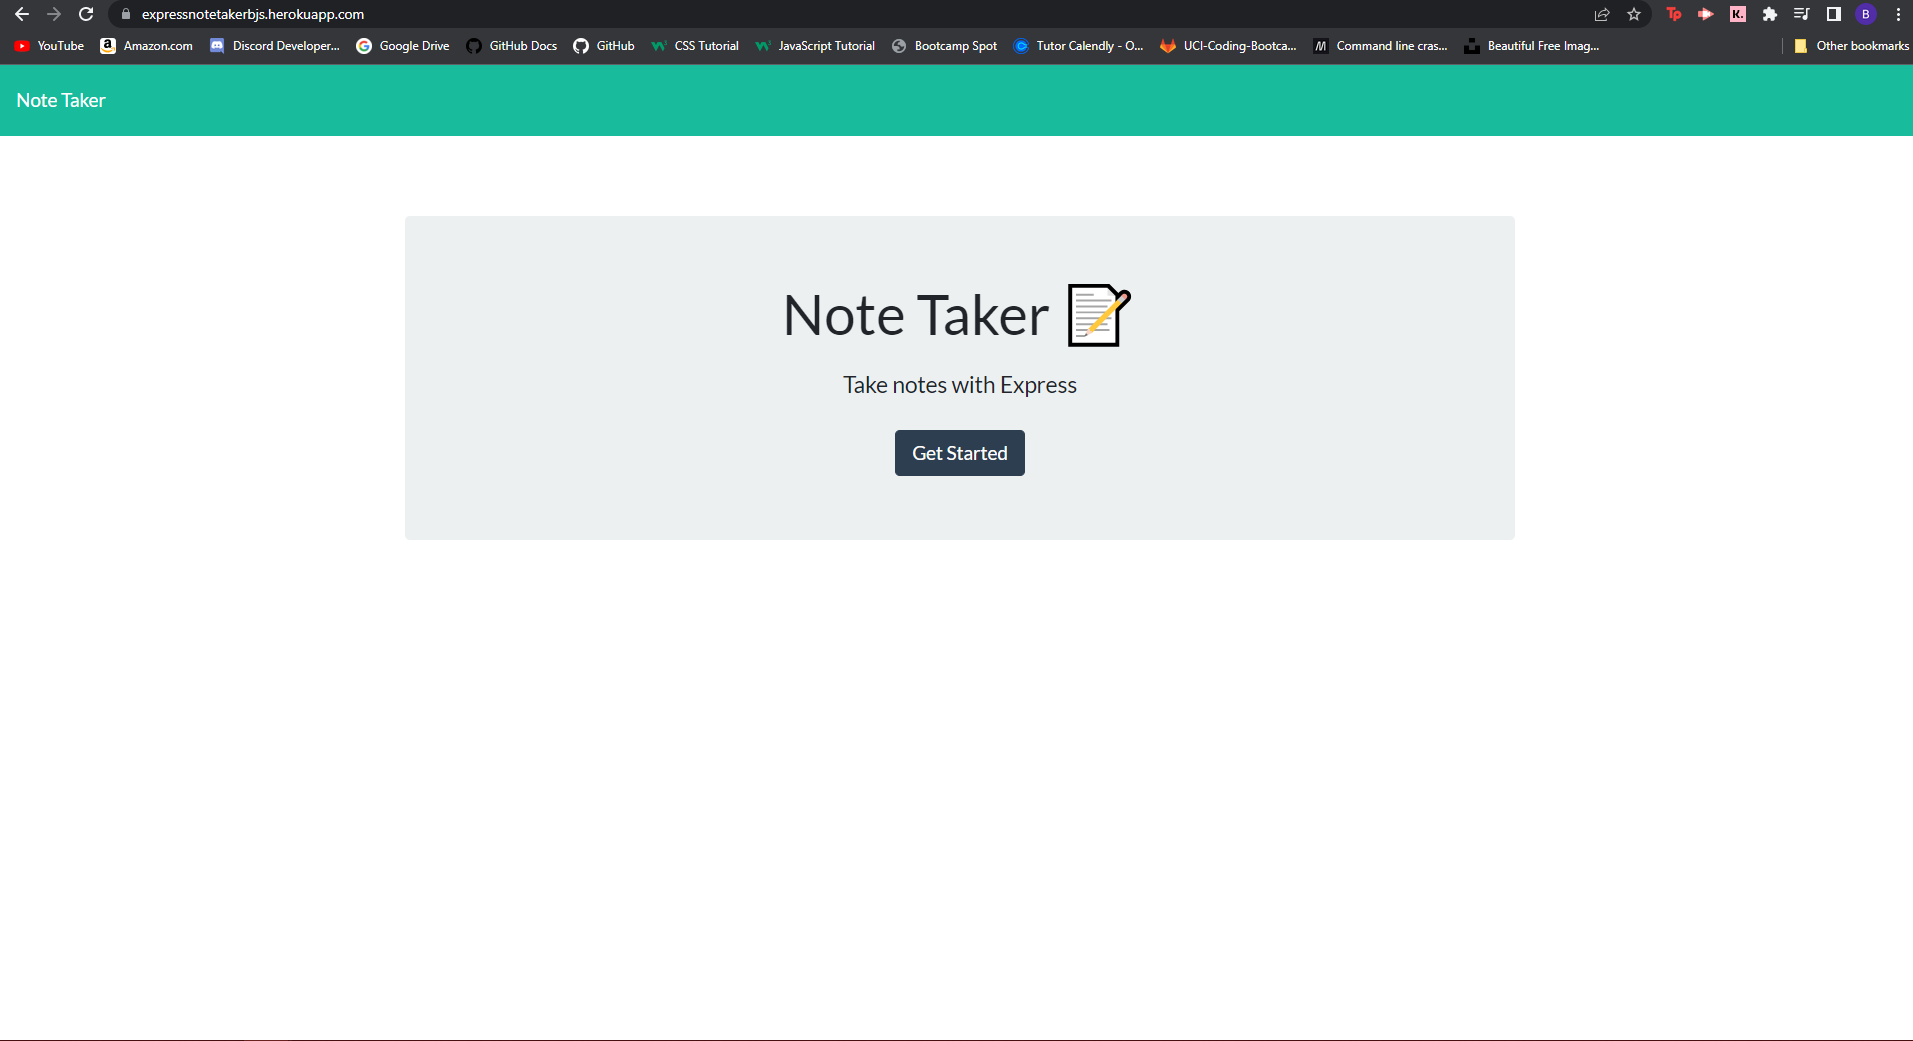 expressnotetakerbjs.herokuapp.com
Tp K. B
YouTube Amazon.com Discord Developer... Google Drive GitHub Docs GitHub CSS Tutorial JavaScript Tutorial Bootcamp Spot Tutor Calendly - O... UCI-Coding-Bootca... Command line cras... Beautiful Free Imag... Other bookmarks
Note Taker
Note Taker
Take notes with Express
Get Started